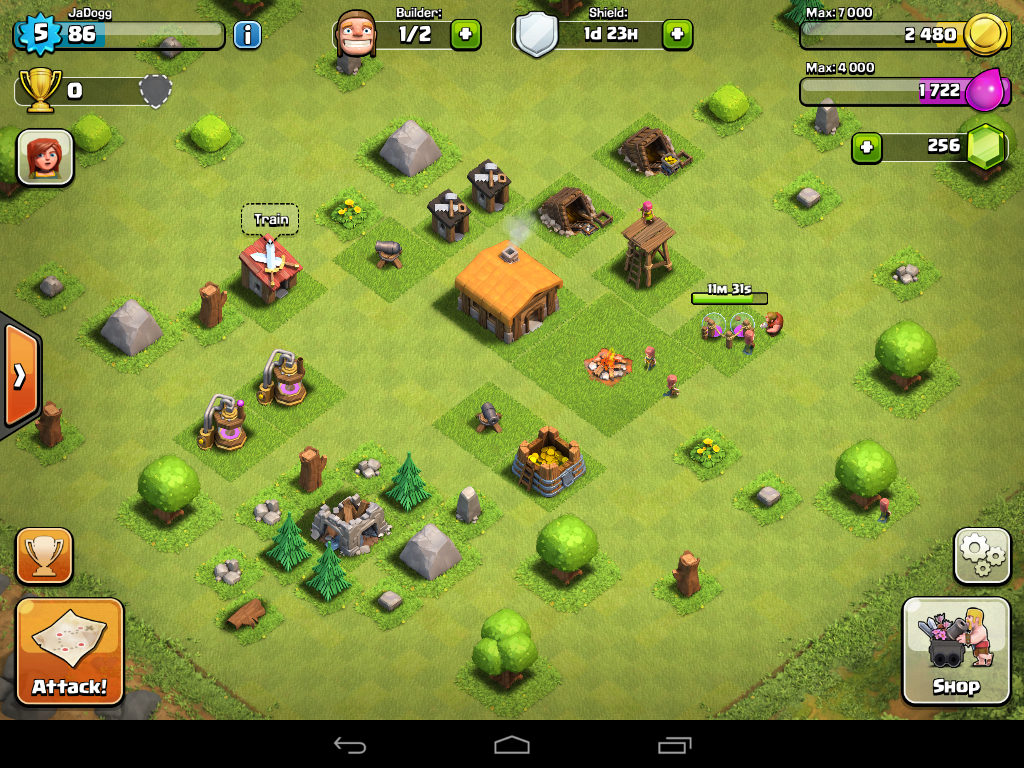 JaDogg
5 86
i
Builder:
1/2
Shield:
1d 23H
Max: 7 000
2 480
0
Max: 4 000
1 722
256
Train
11M 31s
Attack!
Shop